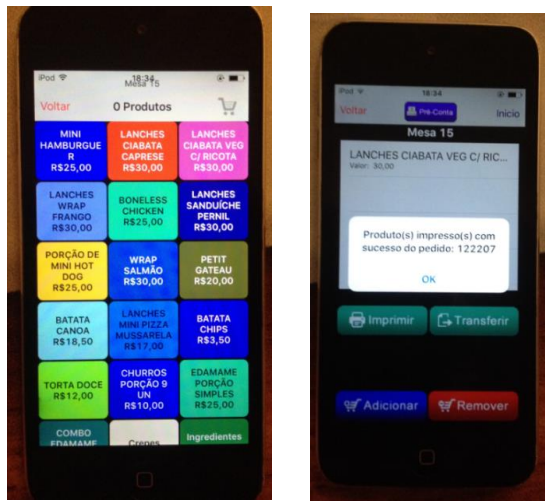 iPod 18:34
Mesa 15
Voltar 0 Produtos
MINI
HAMBURGUE
R
R$25,00
LANCHES
CIABATA
CAPRESE
R$30,00
LANCHES
CIABATA VEG
C/ RICOTA
R$30,00
LANCHES
WRAP
FRANGO
R$30,00
BONELESS
CHICKEN
R$25,00
LANCHES
SANDUÍCHE
PERNIL
R$30,00
PORÇÃO DE
MINI HOT
DOG
R$25,00
WRAP
SALMÃO
R$30,00
PETIT
GATEAU
R$20,00
BATATA
CANOA
R$18,50
LANCHES
MINI PIZZA
MUSSARELA
R$17,00
BATATA
CHIPS
R$3,50
TORTA DOCE
R$12,00
CHURROS
PORÇÃO 9
UN
R$10,00
EDAMAME
PORÇÃO
SIMPLES
R$25,00
COMBO
EDAMAME
Crepes
Ingredientes
iPod 18:34
Voltar Pré-Conta Inicio
Mesa 15
LANCHES CIABATA VEG C/ RIC...
Valor: 30,00
Produto(s) impresso(s) com
sucesso do pedido: 122207
OK
Imprimir Transferir
Adicionar Remover